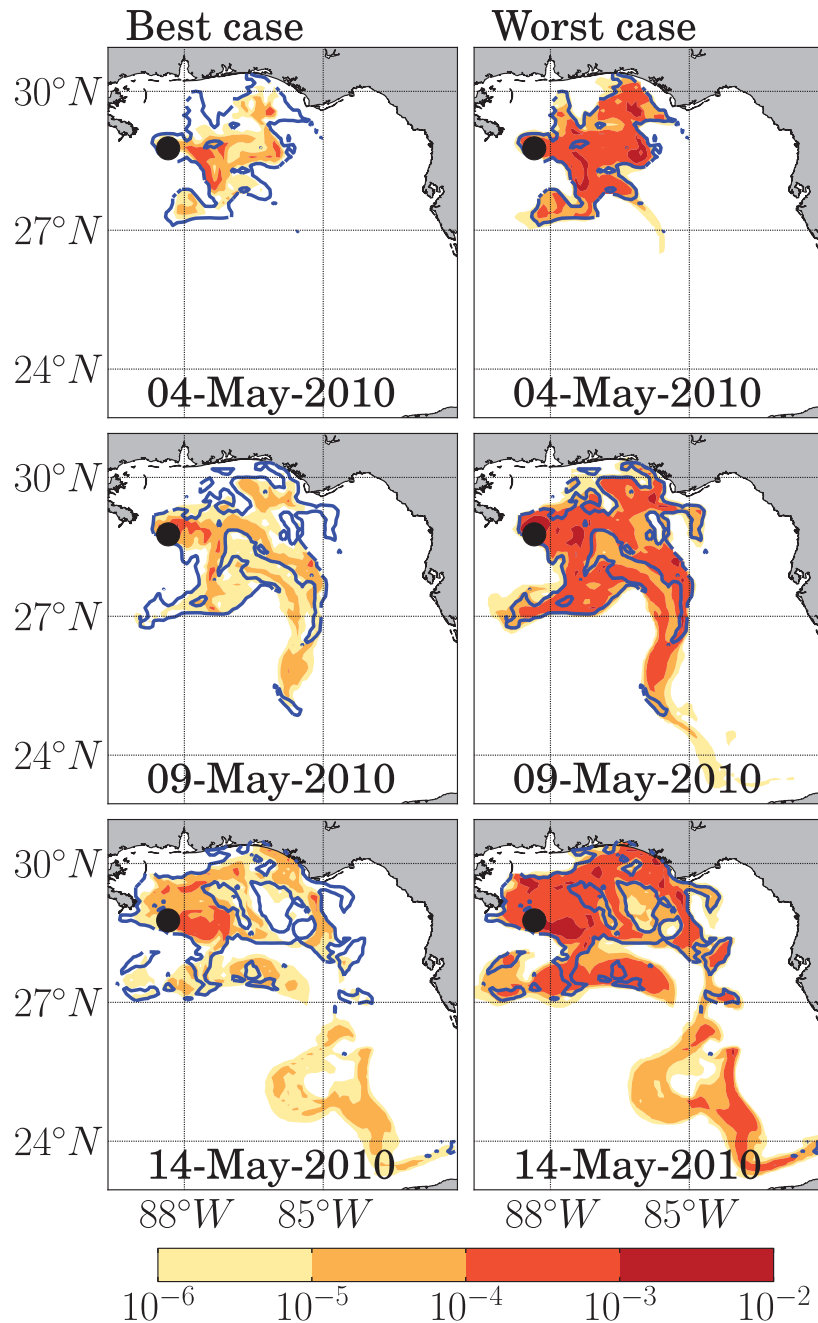 Best case Worst case
30°N
27°N
24°N
04-May-2010 04-May-2010
30°N
27°N
24°N
09-May-2010 09-May-2010
30°N
27°N
24°N
14-May-2010 14-May-2010
88°W 85°W 88°W 85°W
10⁻⁶ 10⁻⁵ 10⁻⁴ 10⁻³ 10⁻²